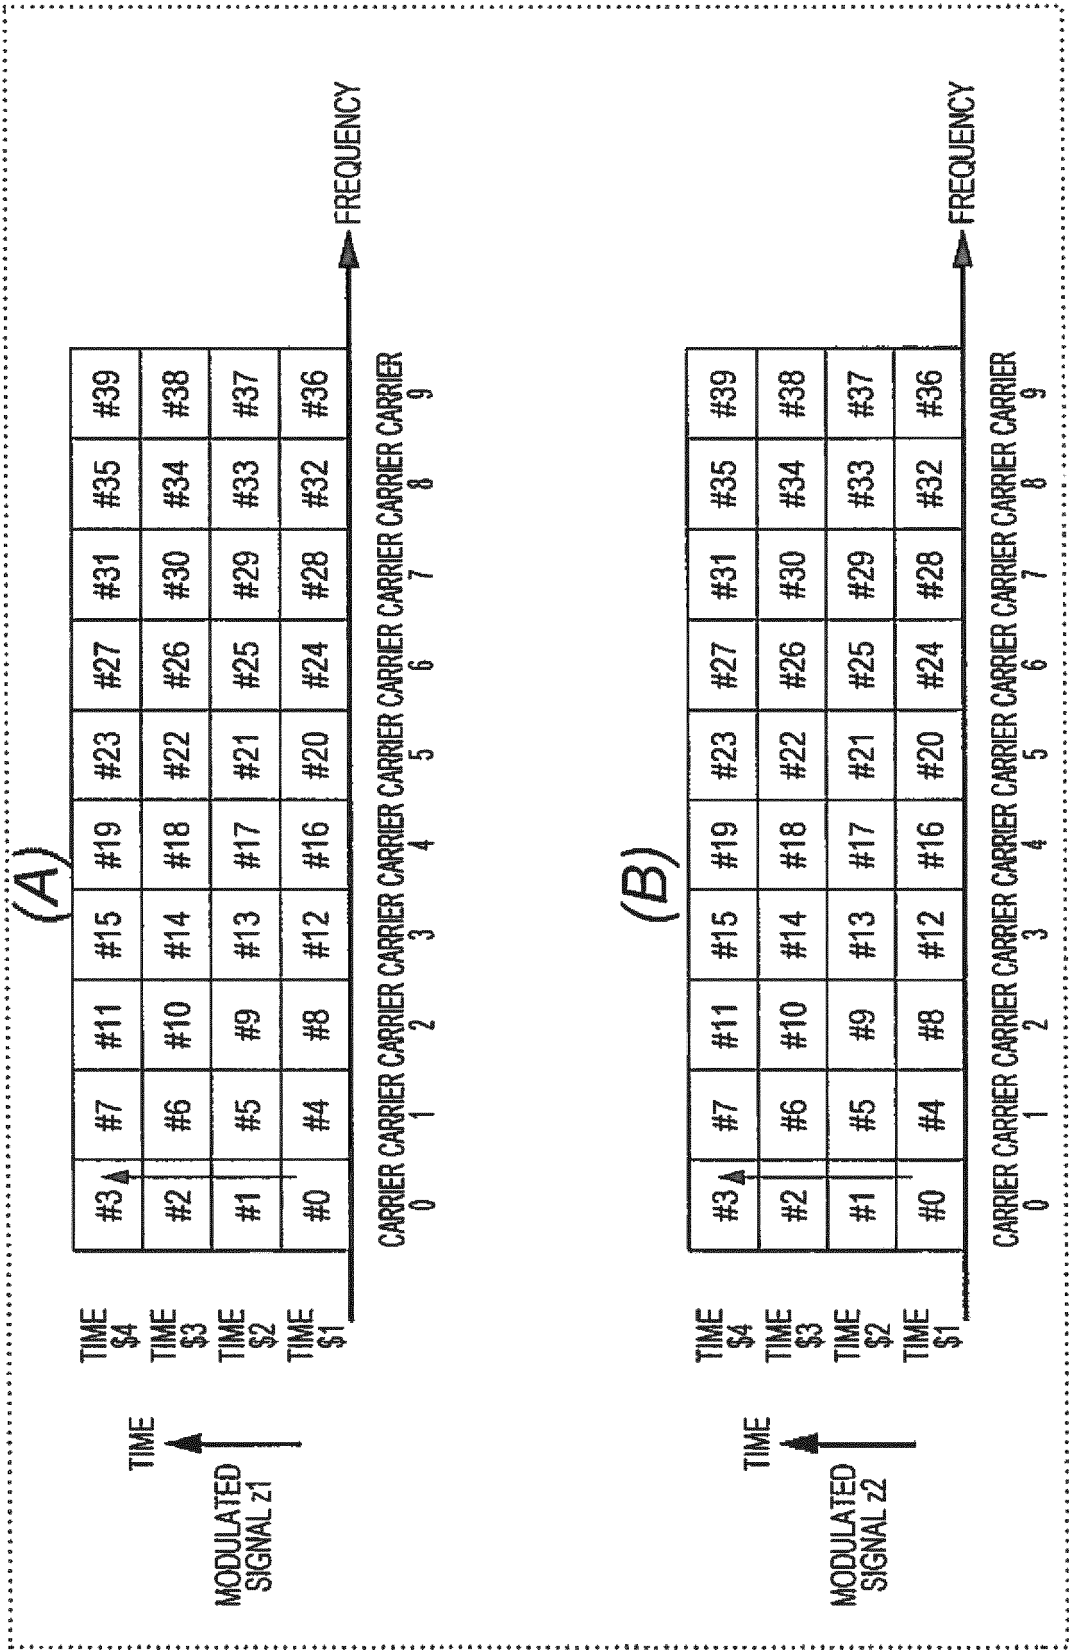 (A)
MODULATED
SIGNAL z1
TIME
TIME
$4
#3 #7 #11 #15 #19 #23 #27 #31 #35 #39
TIME
$3
#2 #6 #10 #14 #18 #22 #26 #30 #34 #38
TIME
$2
#1 #5 #9 #13 #17 #21 #25 #29 #33 #37
TIME
$1
#0 #4 #8 #12 #16 #20 #24 #28 #32 #36
FREQUENCY
CARRIER CARRIER CARRIER CARRIER CARRIER CARRIER CARRIER CARRIER CARRIER CARRIER
0 1 2 3 4 5 6 7 8 9
(B)
MODULATED
SIGNAL z2
TIME
TIME
$4
#3 #7 #11 #15 #19 #23 #27 #31 #35 #39
TIME
$3
#2 #6 #10 #14 #18 #22 #26 #30 #34 #38
TIME
$2
#1 #5 #9 #13 #17 #21 #25 #29 #33 #37
TIME
$1
#0 #4 #8 #12 #16 #20 #24 #28 #32 #36
FREQUENCY
CARRIER CARRIER CARRIER CARRIER CARRIER CARRIER CARRIER CARRIER CARRIER CARRIER
0 1 2 3 4 5 6 7 8 9